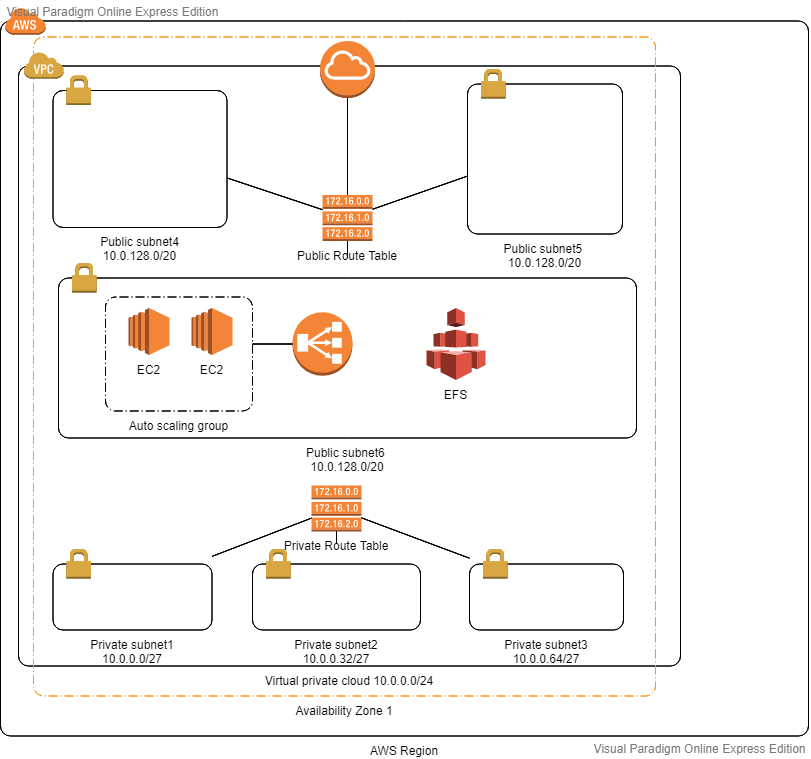 Visual Paradigm Online Express Edition
AWS
VPC
172.16.0.0
172.16.1.0
172.16.2.0
Public Route Table
Public subnet4
10.0.128.0/20
Public subnet5
10.0.128.0/20
EC2
EC2
Auto scaling group
EFS
Public subnet6
10.0.128.0/20
172.16.0.0
172.16.1.0
172.16.2.0
Private Route Table
Private subnet1
10.0.0.0/27
Private subnet2
10.0.0.32/27
Private subnet3
10.0.0.64/27
Virtual private cloud 10.0.0.0/24
Availability Zone 1
AWS Region
Visual Paradigm Online Express Edition